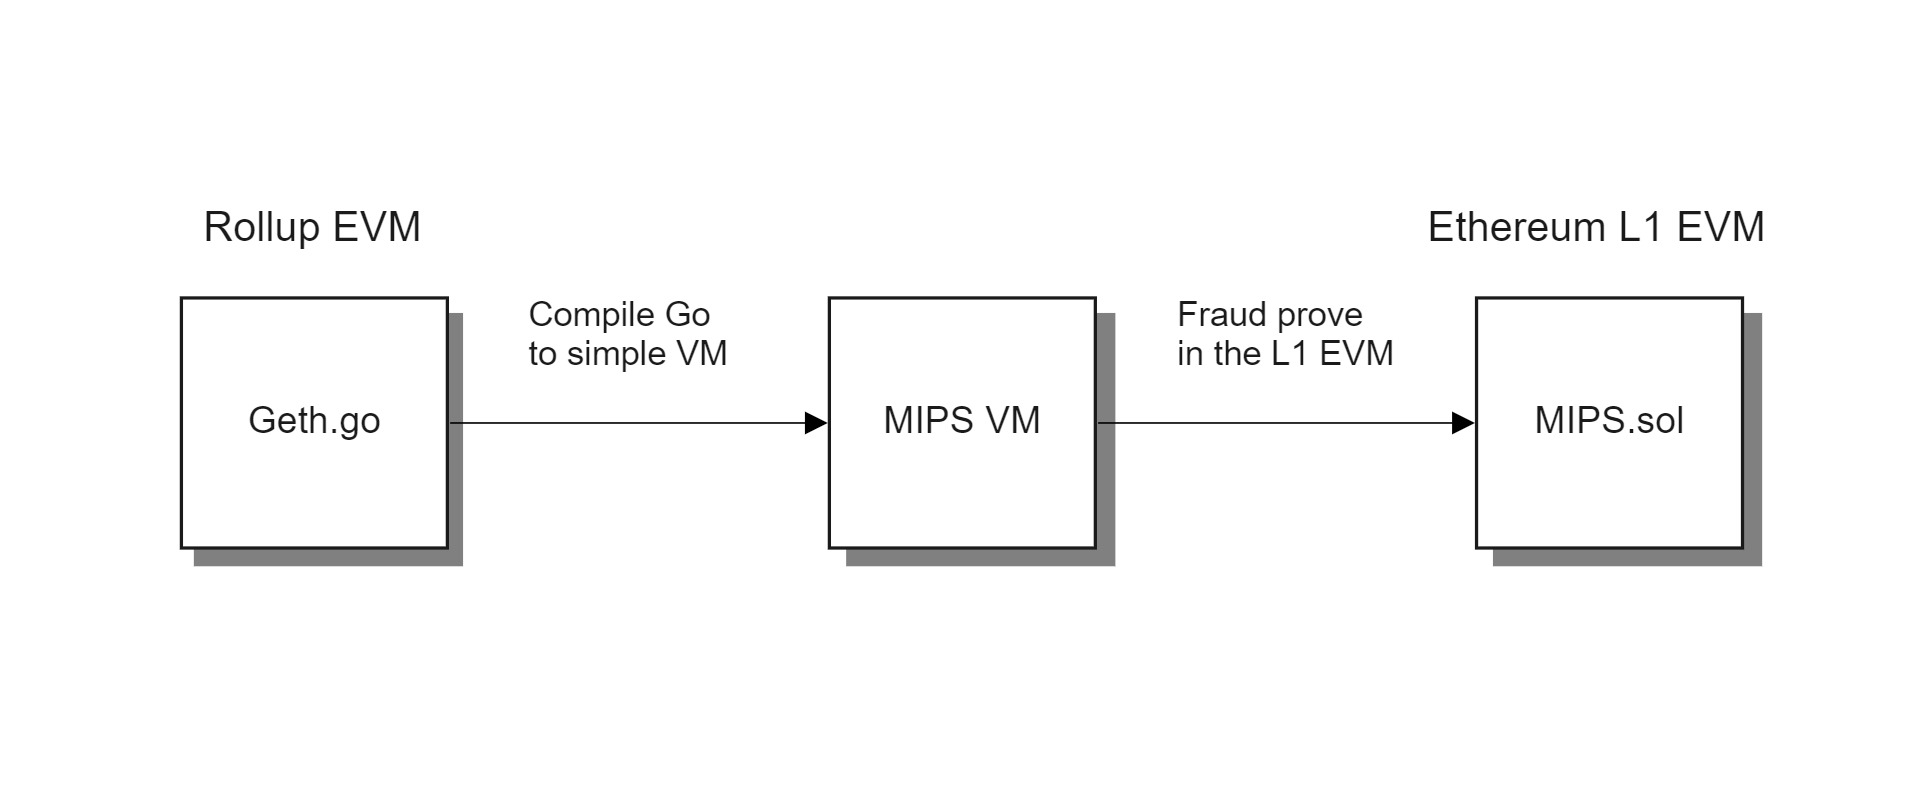 Rollup EVM
Ethereum L1 EVM
Compile Go
to simple VM
Fraud prove
in the L1 EVM
Geth.go
MIPS VM
MIPS.sol